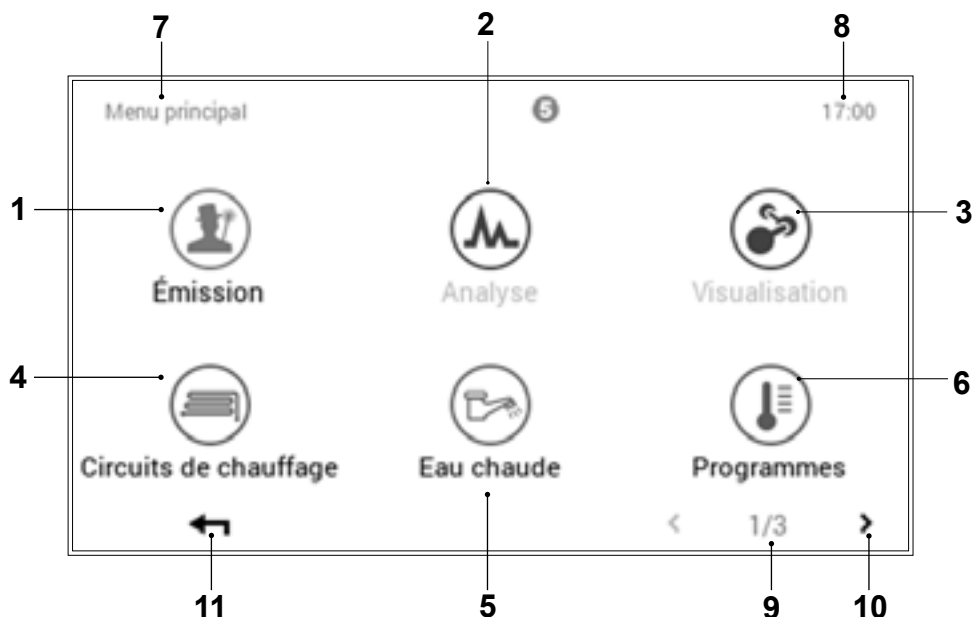 7 2 8
Menu principal 5 17:00
1 3
Émission Analyse Visualisation
4 6
Circuits de chauffage Eau chaude Programmes
< 1/3 >
11 5 9 10